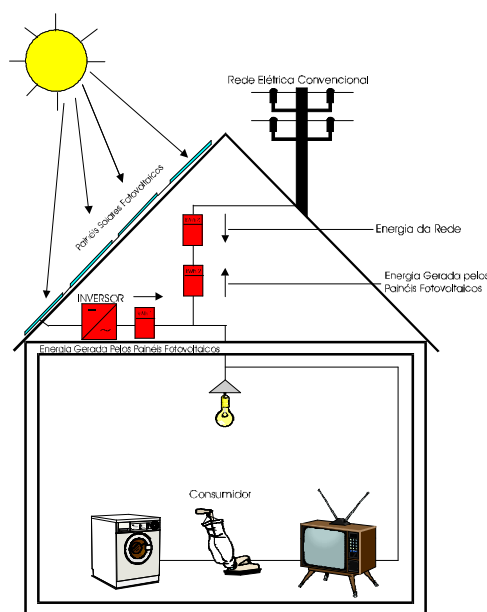 Rede Elétrica Convencional
Painéis Solares Fotovoltaicos
Energia da Rede
Energia Gerada pelos
Painéis Fotovoltaicos
INVERSOR
Energia Gerada Pelos Painéis Fotovoltaicos
Consumidor